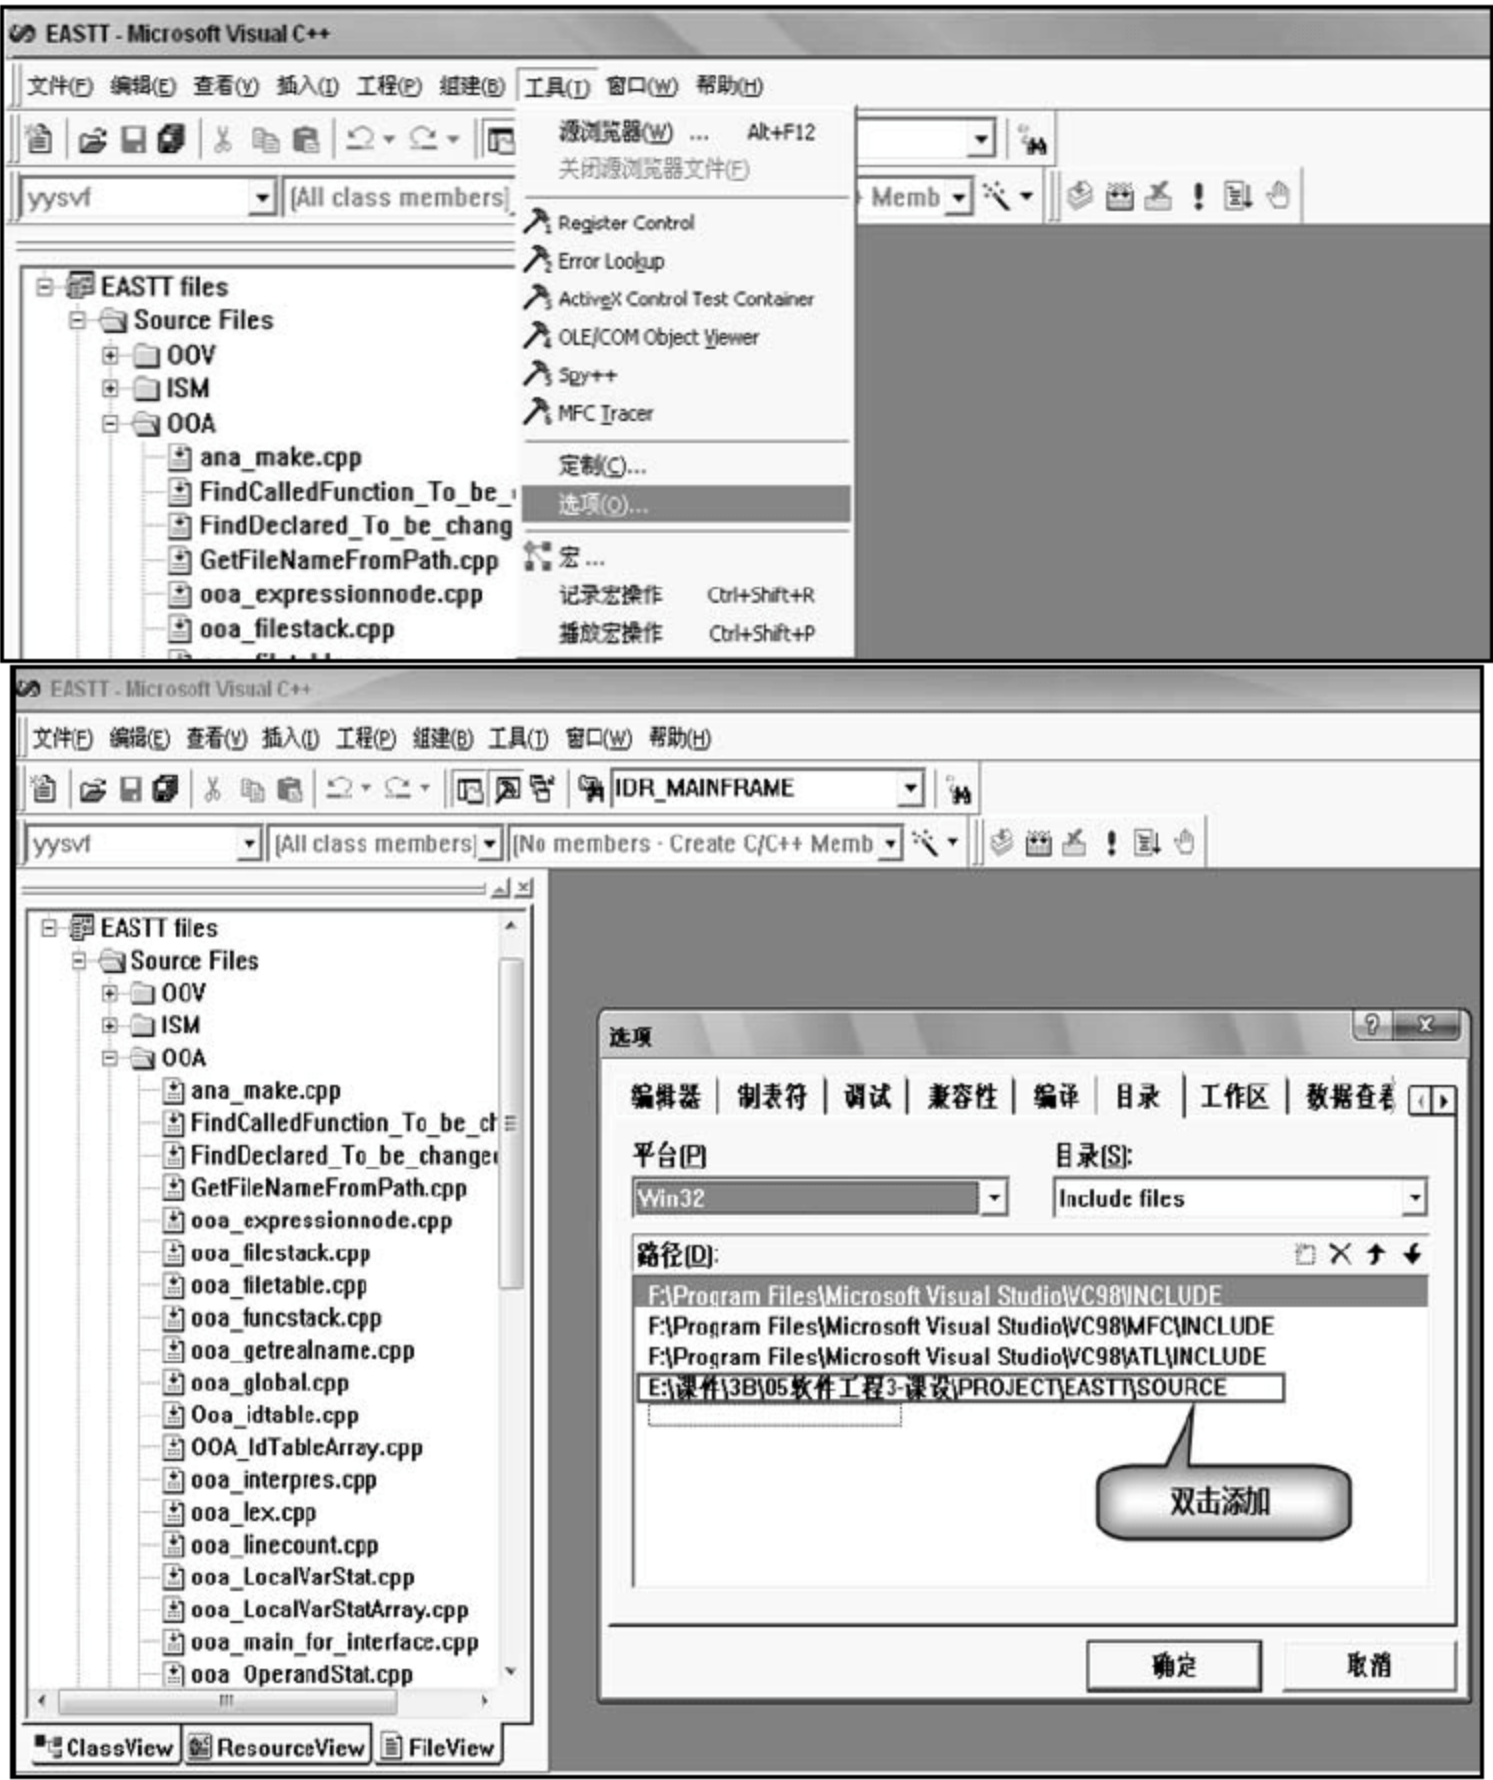 EASTT - Microsoft Visual C++
文件(F) 编辑(E) 查看(V) 插入(I) 工程(P) 组建(B) 工具(T) 窗口(W) 帮助(H)
源浏览器(W) ... Alt+F12
关闭源浏览器文件(F)
yysvf [All class members] Memb
Register Control
Error Lookup
EASTT files
ActiveX Control Test Container
Source Files
OLE/COM Object Viewer
OOV
Spy++
ISM
MFC Tracer
OOA
ana_make.cpp
定制(C)...
FindCalledFunction_To_be_
选项(O)...
FindDeclared_To_be_chang
GetFileNameFromPath.cpp
宏 ...
ooa_expressionnode.cpp
记录宏操作 Ctrl+Shift+R
ooa_filestack.cpp
播放宏操作 Ctrl+Shift+P
EASTT - Microsoft Visual C++
文件(F) 编辑(E) 查看(V) 插入(I) 工程(P) 组建(B) 工具(T) 窗口(W) 帮助(H)
IDR_MAINFRAME
yysvf [All class members] [No members - Create C/C++ Memb
EASTT files
Source Files
OOV
ISM
OOA
ana_make.cpp
FindCalledFunction_To_be_ch
FindDeclared_To_be_changed
GetFileNameFromPath.cpp
ooa_expressionnode.cpp
ooa_filestack.cpp
ooa_filetable.cpp
ooa_funcstack.cpp
ooa_getrealname.cpp
ooa_global.cpp
Ooa_idtable.cpp
OOA_IdTableArray.cpp
ooa_interpres.cpp
ooa_lex.cpp
ooa_linecount.cpp
ooa_LocalVarStat.cpp
ooa_LocalVarStatArray.cpp
ooa_main_for_interface.cpp
ooa_OperandStat.cpp
ClassView ResourceView FileView
选项
编辑器 制表符 调试 兼容性 编译 目录 工作区 数据查看
平台(P) 目录(S):
Win32 Include files
路径(D):
F:\Program Files\Microsoft Visual Studio\VC98\INCLUDE
F:\Program Files\Microsoft Visual Studio\VC98\MFC\INCLUDE
F:\Program Files\Microsoft Visual Studio\VC98\ATL\INCLUDE
E:\课件\3B\05软件工程3-课设\PROJECT\EASTT\SOURCE
双击添加
确定 取消